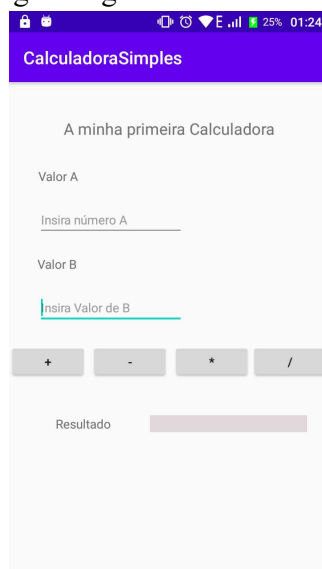 E 25% 01:24
CalculadoraSimples
A minha primeira Calculadora
Valor A
Insira número A
Valor B
Insira Valor de B
+ - * /
Resultado